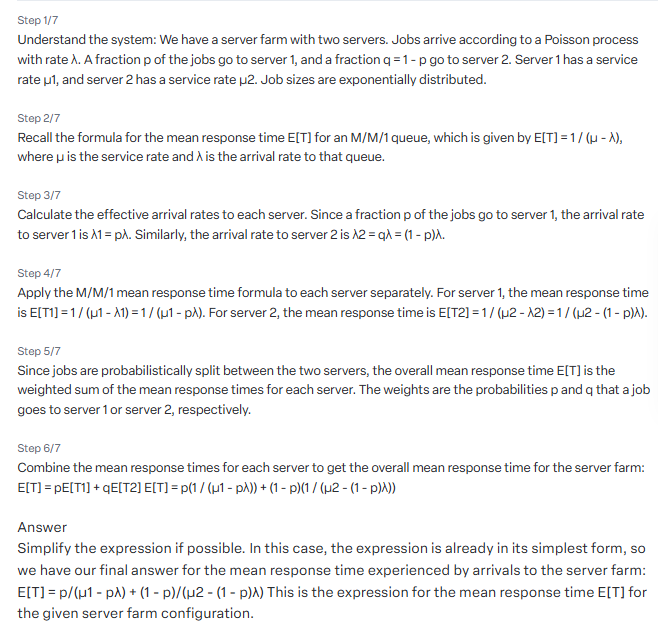 Step 1/7
Understand the system: We have a server farm with two servers. Jobs arrive according to a Poisson process
with rate λ. A fraction p of the jobs go to server 1, and a fraction q = 1 - p go to server 2. Server 1 has a service
rate μ1, and server 2 has a service rate μ2. Job sizes are exponentially distributed.
Step 2/7
Recall the formula for the mean response time E[T] for an M/M/1 queue, which is given by E[T] = 1 / (μ - λ),
where μ is the service rate and λ is the arrival rate to that queue.
Step 3/7
Calculate the effective arrival rates to each server. Since a fraction p of the jobs go to server 1, the arrival rate
to server 1 is λ1 = pλ. Similarly, the arrival rate to server 2 is λ2 = qλ = (1 - p)λ.
Step 4/7
Apply the M/M/1 mean response time formula to each server separately. For server 1, the mean response time
is E[T1] = 1 / (μ1 - λ1) = 1 / (μ1 - pλ). For server 2, the mean response time is E[T2] = 1 / (μ2 - λ2) = 1 / (μ2 - (1 - p)λ).
Step 5/7
Since jobs are probabilistically split between the two servers, the overall mean response time E[T] is the
weighted sum of the mean response times for each server. The weights are the probabilities p and q that a job
goes to server 1 or server 2, respectively.
Step 6/7
Combine the mean response times for each server to get the overall mean response time for the server farm:
E[T] = pE[T1] + qE[T2] E[T] = p(1 / (μ1 - pλ)) + (1 - p)(1 / (μ2 - (1 - p)λ))
Answer
Simplify the expression if possible. In this case, the expression is already in its simplest form, so
we have our final answer for the mean response time experienced by arrivals to the server farm:
E[T] = p/(μ1 - pλ) + (1 - p)/(μ2 - (1 - p)λ) This is the expression for the mean response time E[T] for
the given server farm configuration.